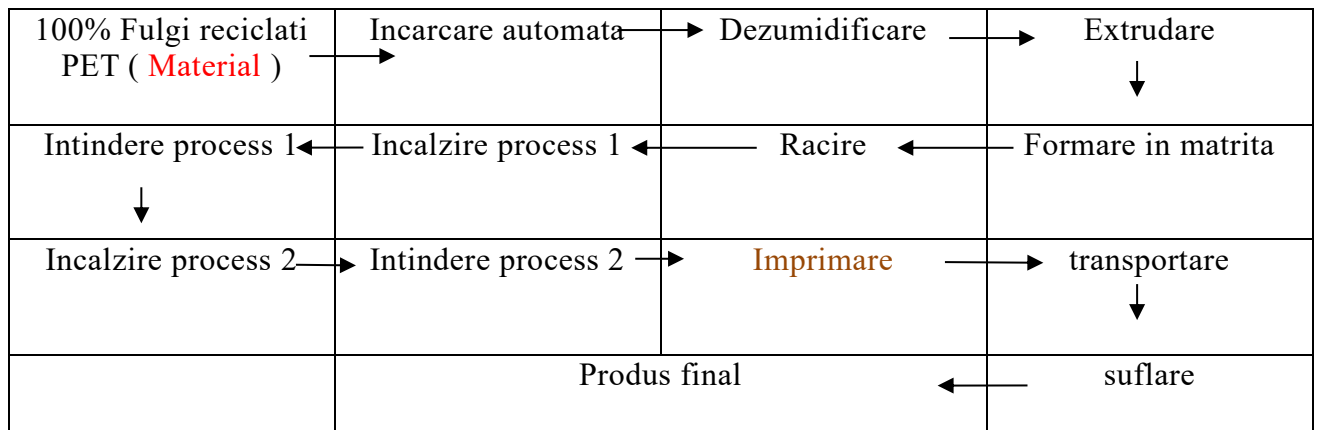 100% Fulgi reciclati
PET ( Material )
Incarcare automata
Dezumidificare
Extrudare
Intindere process 1
Incalzire process 1
Racire
Formare in matrita
Incalzire process 2
Intindere process 2
Imprimare
transportare
Produs final
suflare